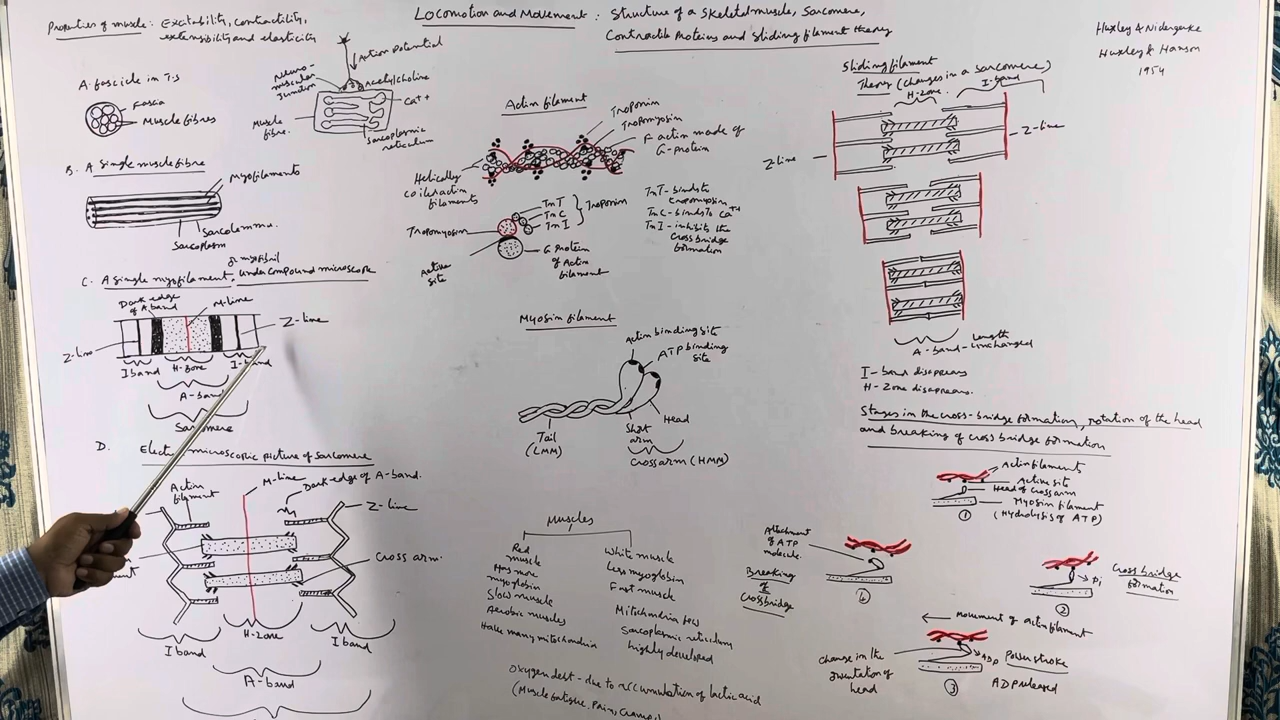 Locomotion and Movement : Structure of a Skeletal muscle, Sarcomere,
Contractile Proteins and Sliding filament theory
Properties of muscle: Excitability, contractility,
extensibility and elasticity
Huxley & Huxley & Hanson
1954
A. fascicle in T.S
Fascia
Muscle fibres
Action potential
Neuro-
muscular
Junction
Acetylcholine
Ca++
Muscle
fibre.
Sarcoplasmic
reticulum
B. A Single muscle fibre
Myofilaments
Sarcolemma.
Sarcoplasm
C. A single myofilament, under compound microscope
or myofibril
Dark edge
of A band
M-line
Z-line
Z-line
I band
H-zone
I-band
A-band
Sarcomere
D. microscopic picture of sarcomere
Actin
filament
M-line
Dark-edge of A-band.
Z-line
Cross arm.
I band
H-zone
I band
A-band
Actin filament
Troponin
Tropomyosin
F actin made of
G-protein
Helically
filaments
TnT
TnC
TnI
Troponin
Tropomyosin
Active
site
G protein
of Actin
filament
TnT - binds to
tropomyosin
TnC - binds to Ca++
TnI - inhibits the
cross bridge
formation
Myosin filament
Actin binding site
ATP binding
site
Head
Short
arm
Tail
(LMM)
Cross arm (HMM)
Muscles
Red
muscle
Has more
myoglobin
Slow muscle
Aerobic muscles
Have many mitochondria
White muscle
Less myoglobin
Fast muscle
Mitochondria few
Sarcoplasmic reticulum
highly developed
Oxygen debt - due to accumulation of lactic acid
(Muscle fatigue, Pain, Cramps)
Sliding filament
Theory (changes in a sarcomere)
H-zone.
I-band
Z-line
Z-line
A-band - Length
unchanged
I - band disappears
H - Zone disappears.
Stages in the cross-bridge formation, rotation of the head
and breaking of cross bridge formation
Actin filament
Active site
Head of cross arm
Myosin filament
(Hydrolysis of ATP)
1
Attachment
of ATP
molecule.
Breaking
of
Crossbridge
4
Pi
Cross bridge
formation
2
Movement of actin filament
Change in the
orientation of
head
ADP
Power stroke
ADP released
3